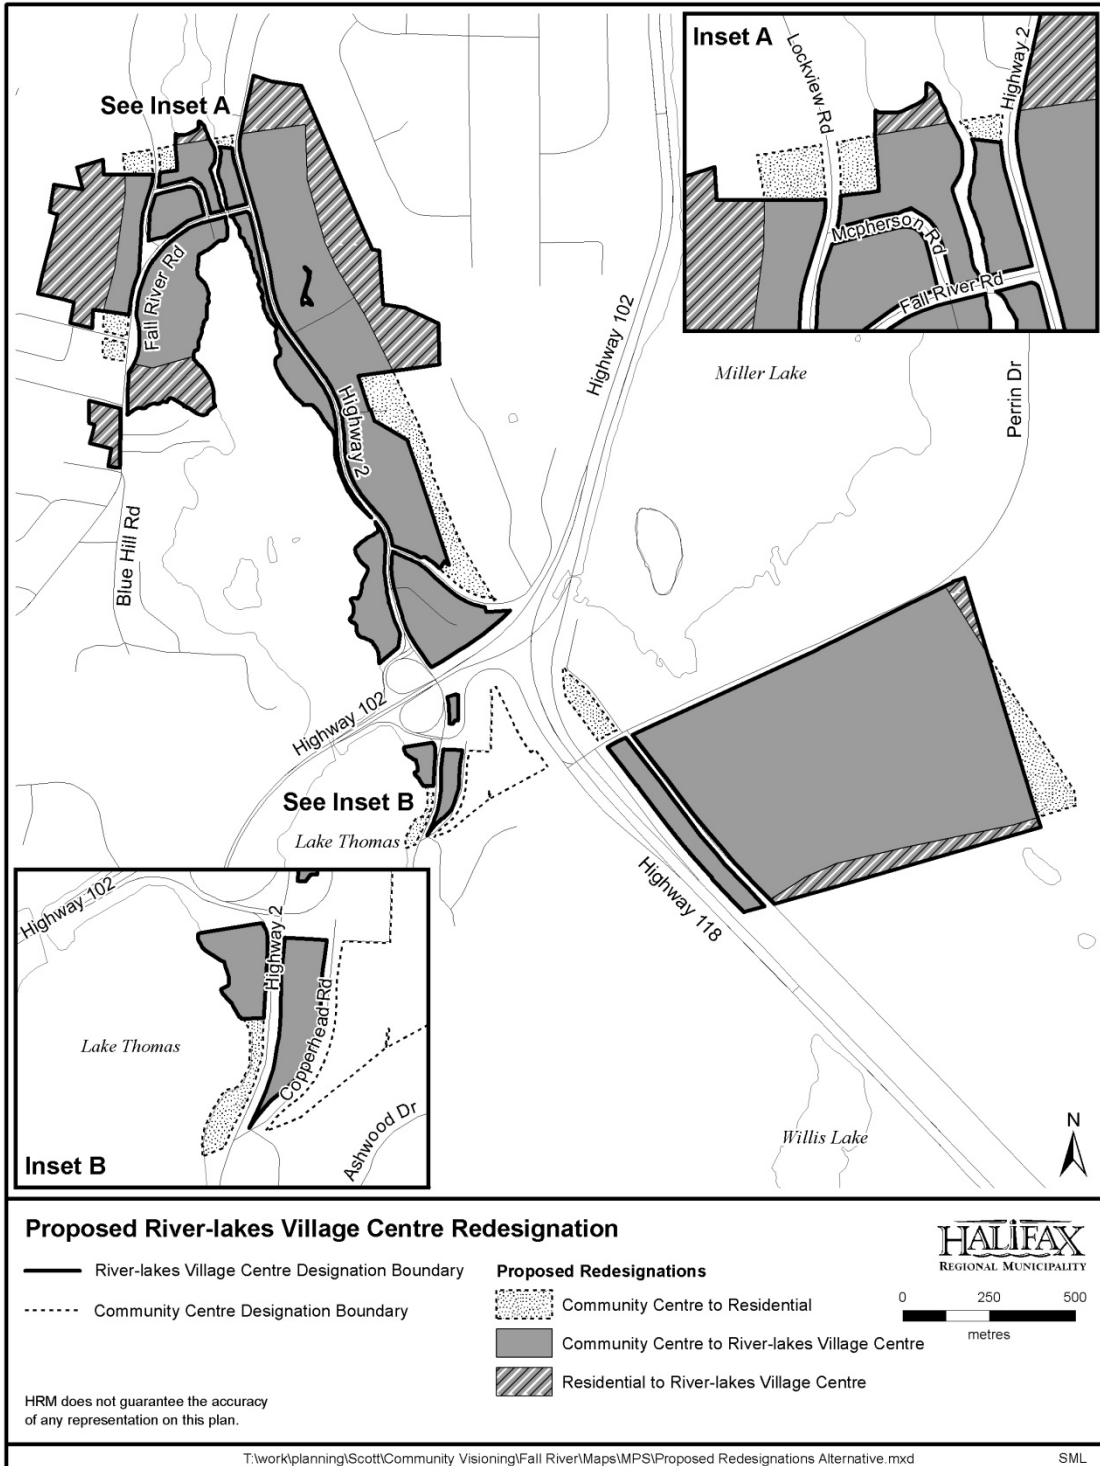 Inset A
Lockview Rd
Highway 2
Mcpherson Rd
Fall River Rd
See Inset A
Fall River Rd
Highway 2
Highway 102
Miller Lake
Perrin Dr
Blue Hill Rd
Highway 102
See Inset B
Lake Thomas
Highway 118
Highway 102
Highway 2
Copperhead Rd
Lake Thomas
Ashwood Dr
Inset B
Willis Lake
N
Proposed River-lakes Village Centre Redesignation
River-lakes Village Centre Designation Boundary
Community Centre Designation Boundary
Proposed Redesignations
Community Centre to Residential
Community Centre to River-lakes Village Centre
Residential to River-lakes Village Centre
HALIFAX
REGIONAL MUNICIPALITY
0 250 500
metres
HRM does not guarantee the accuracy
of any representation on this plan.
T:\work\planning\Scott\Community Visioning\Fall River\Maps\MPS\Proposed Redesignations Alternative.mxd SML